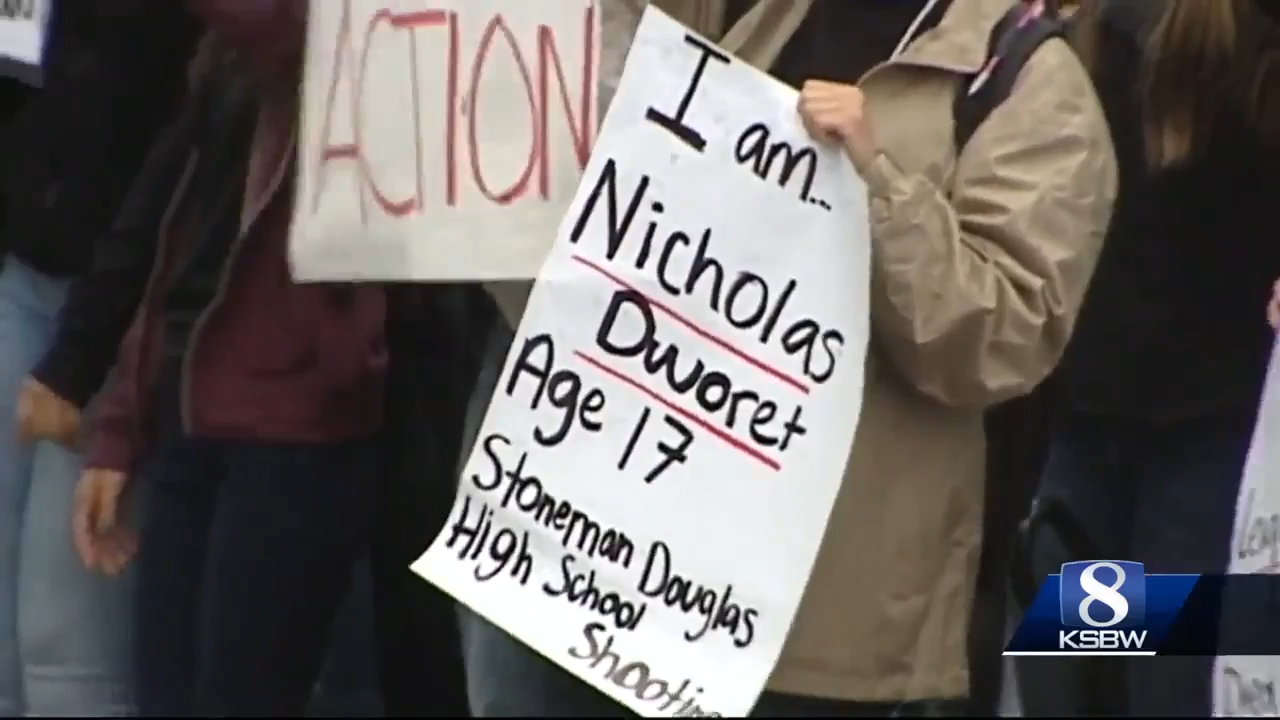 ACTION
I am...
Nicholas
Dworet
Age 17
Stoneman Douglas
High School
Shooting
8
KSBW